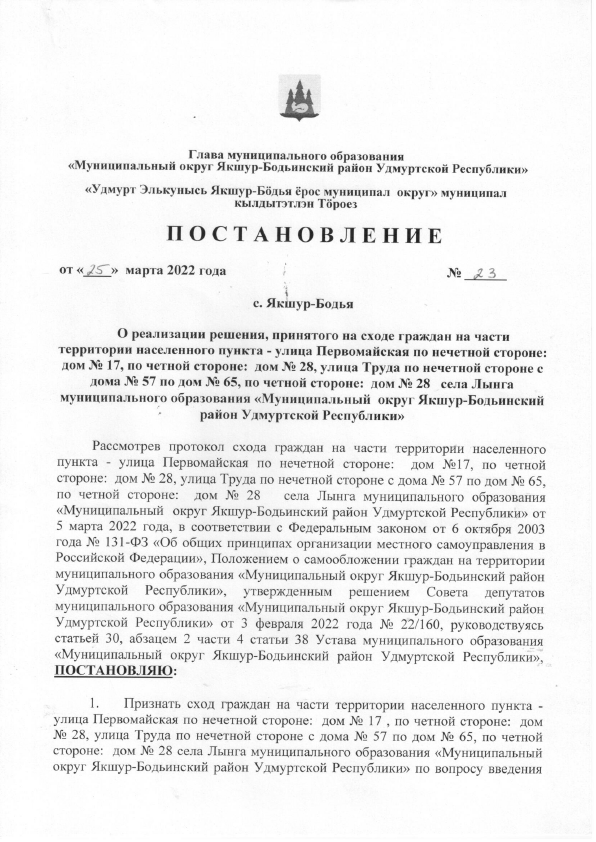 Глава муниципального образования
«Муниципальный округ Якшур-Бодьинский район Удмуртской Республики»
«Удмурт Элькунысь Якшур-Бӧдья ёрос муниципал округ» муниципал
кылдытэтлэн Тӧроез
ПОСТАНОВЛЕНИЕ
от «25» марта 2022 года № 23
с. Якшур-Бодья
О реализации решения, принятого на сходе граждан на части
территории населенного пункта - улица Первомайская по нечетной стороне:
дом № 17, по четной стороне: дом № 28, улица Труда по нечетной стороне с
дома № 57 по дом № 65, по четной стороне: дом № 28 села Лынга
муниципального образования «Муниципальный округ Якшур-Бодьинский
район Удмуртской Республики»
Рассмотрев протокол схода граждан на части территории населенного
пункта - улица Первомайская по нечетной стороне: дом №17, по четной
стороне: дом № 28, улица Труда по нечетной стороне с дома № 57 по дом № 65,
по четной стороне: дом № 28 села Лынга муниципального образования
«Муниципальный округ Якшур-Бодьинский район Удмуртской Республики» от
5 марта 2022 года, в соответствии с Федеральным законом от 6 октября 2003
года № 131-ФЗ «Об общих принципах организации местного самоуправления в
Российской Федерации», Положением о самообложении граждан на территории
муниципального образования «Муниципальный округ Якшур-Бодьинский район
Удмуртской Республики», утвержденным решением Совета депутатов
муниципального образования «Муниципальный округ Якшур-Бодьинский район
Удмуртской Республики» от 3 февраля 2022 года № 22/160, руководствуясь
статьей 30, абзацем 2 части 4 статьи 38 Устава муниципального образования
«Муниципальный округ Якшур-Бодьинский район Удмуртской Республики»,
ПОСТАНОВЛЯЮ:
1. Признать сход граждан на части территории населенного пункта -
улица Первомайская по нечетной стороне: дом № 17 , по четной стороне: дом
№ 28, улица Труда по нечетной стороне с дома № 57 по дом № 65, по четной
стороне: дом № 28 села Лынга муниципального образования «Муниципальный
округ Якшур-Бодьинский район Удмуртской Республики» по вопросу введения